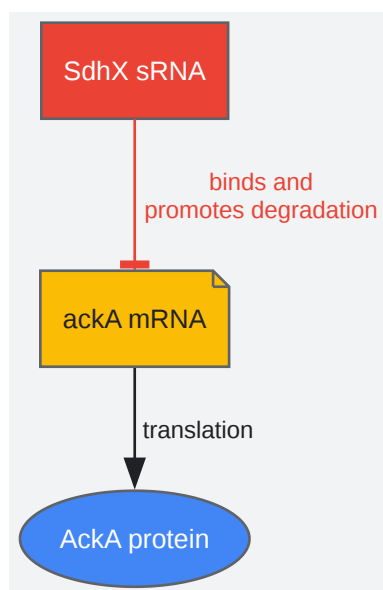 SdhX sRNA
binds and
promotes degradation
ackA mRNA
translation
AckA protein